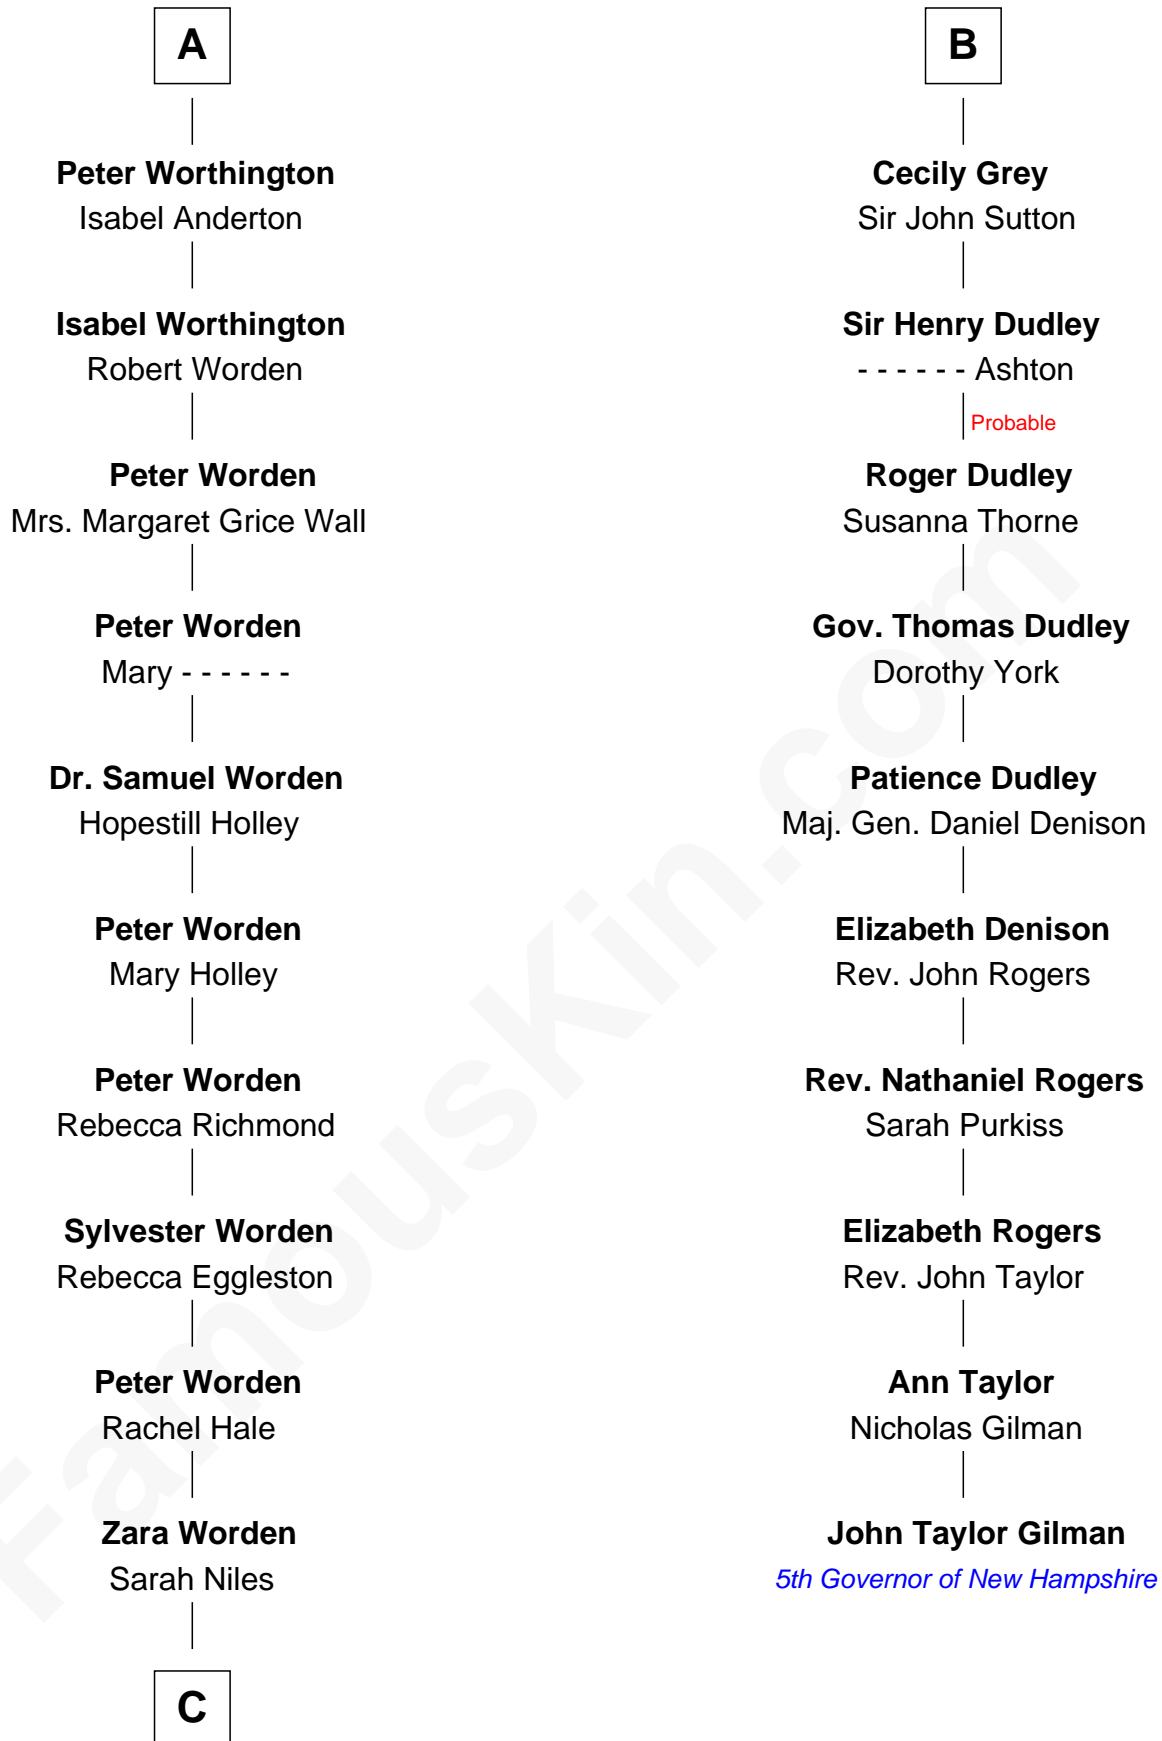 A
Peter Worthington
Isabel Anderton
Isabel Worthington
Robert Worden
Peter Worden
Mrs. Margaret Grice Wall
Peter Worden
Mary - - - - - -
Dr. Samuel Worden
Hopestill Holley
Peter Worden
Mary Holley
Peter Worden
Rebecca Richmond
Sylvester Worden
Rebecca Eggleston
Peter Worden
Rachel Hale
Zara Worden
Sarah Niles
C
B
Cecily Grey
Sir John Sutton
Sir Henry Dudley
- - - - - - Ashton
Probable
Roger Dudley
Susanna Thorne
Gov. Thomas Dudley
Dorothy York
Patience Dudley
Maj. Gen. Daniel Denison
Elizabeth Denison
Rev. John Rogers
Rev. Nathaniel Rogers
Sarah Purkiss
Elizabeth Rogers
Rev. John Taylor
Ann Taylor
Nicholas Gilman
John Taylor Gilman
5th Governor of New Hampshire
FamousKin.com